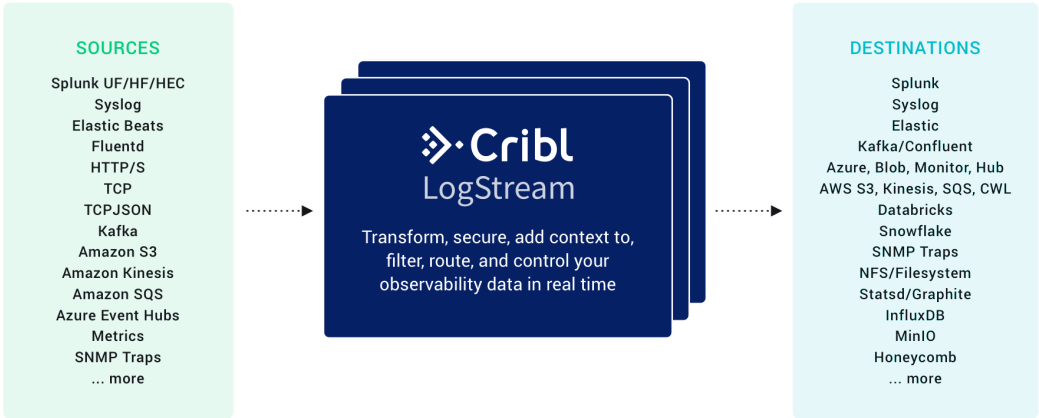 SOURCES
Splunk UF/HF/HEC
Syslog
Elastic Beats
Fluentd
HTTP/S
TCP
TCPJSON
Kafka
Amazon S3
Amazon Kinesis
Amazon SQS
Azure Event Hubs
Metrics
SNMP Traps
... more
Cribl
LogStream
Transform, secure, add context to,
filter, route, and control your
observability data in real time
DESTINATIONS
Splunk
Syslog
Elastic
Kafka/Confluent
Azure, Blob, Monitor, Hub
AWS S3, Kinesis, SQS, CWL
Databricks
Snowflake
SNMP Traps
NFS/Filesystem
Statsd/Graphite
InfluxDB
MinIO
Honeycomb
... more